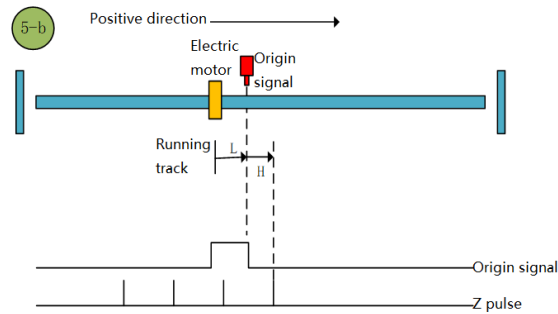 5-b
Positive direction
Electric
motor
Origin
signal
Running
track
L
H
Origin signal
Z pulse